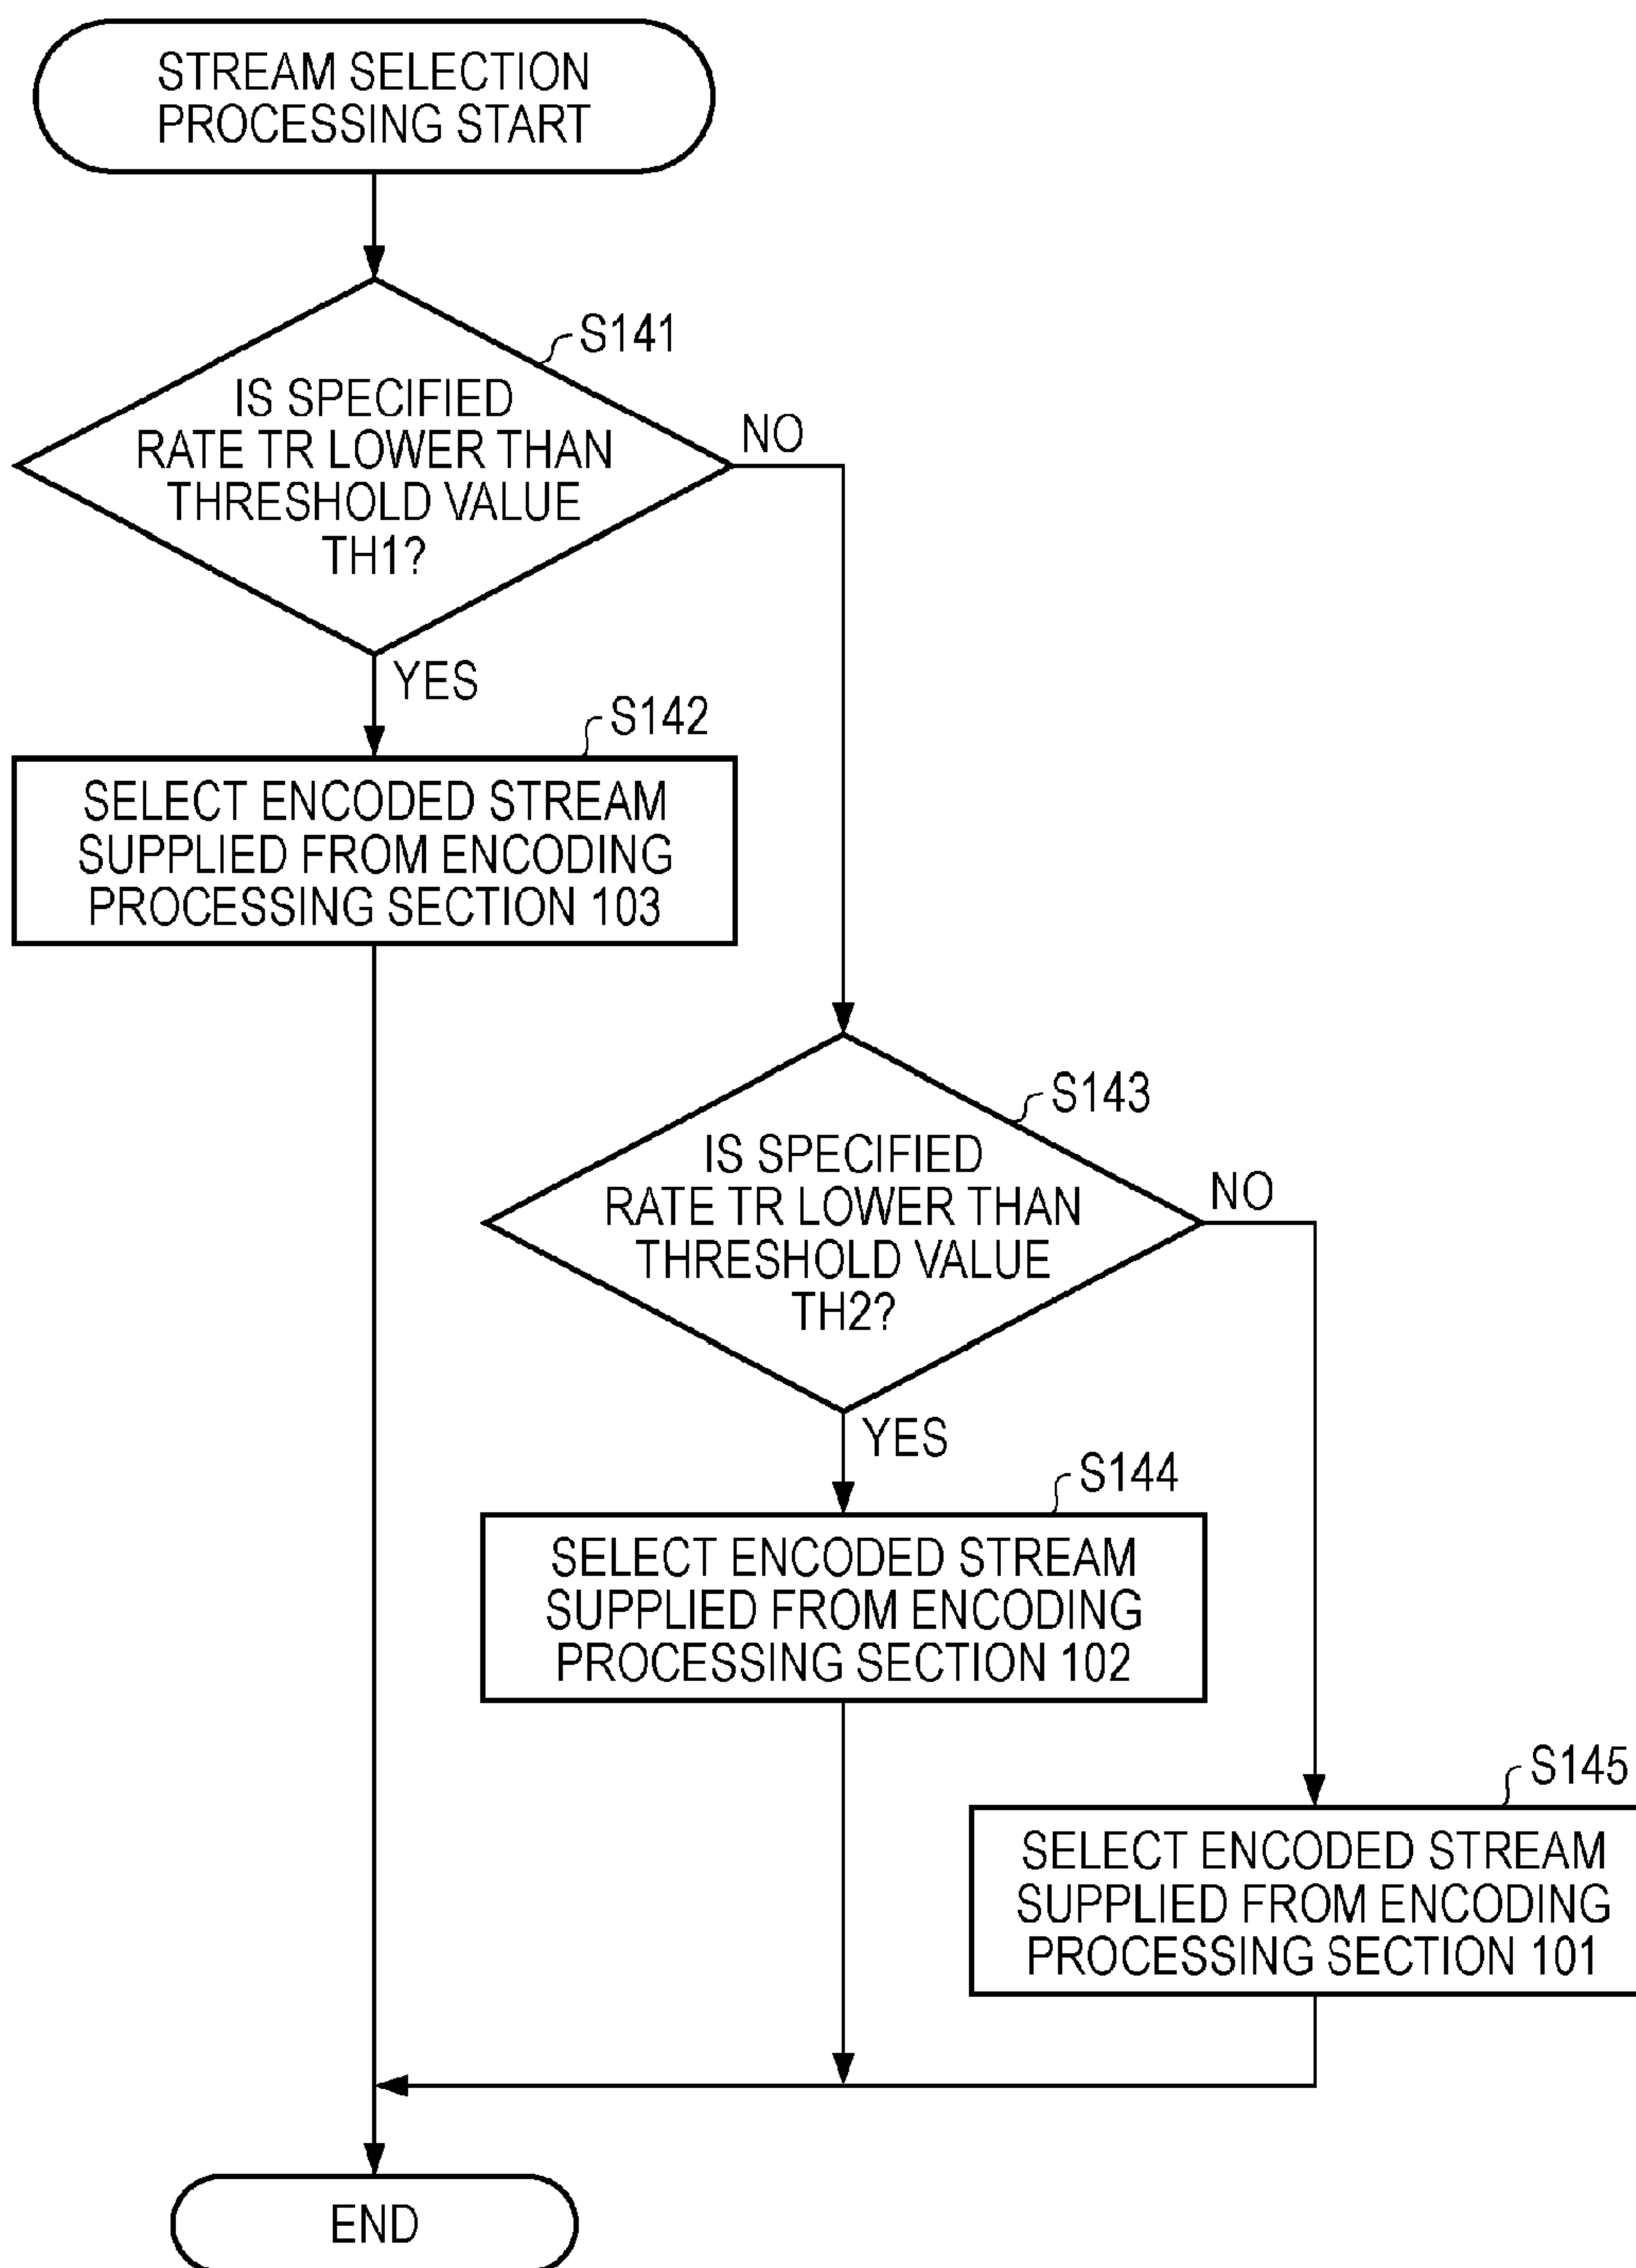 STREAM SELECTION
PROCESSING START
S141
IS SPECIFIED
RATE TR LOWER THAN
THRESHOLD VALUE
TH1?
NO
YES
S142
SELECT ENCODED STREAM
SUPPLIED FROM ENCODING
PROCESSING SECTION 103
S143
IS SPECIFIED
RATE TR LOWER THAN
THRESHOLD VALUE
TH2?
NO
YES
S144
SELECT ENCODED STREAM
SUPPLIED FROM ENCODING
PROCESSING SECTION 102
S145
SELECT ENCODED STREAM
SUPPLIED FROM ENCODING
PROCESSING SECTION 101
END